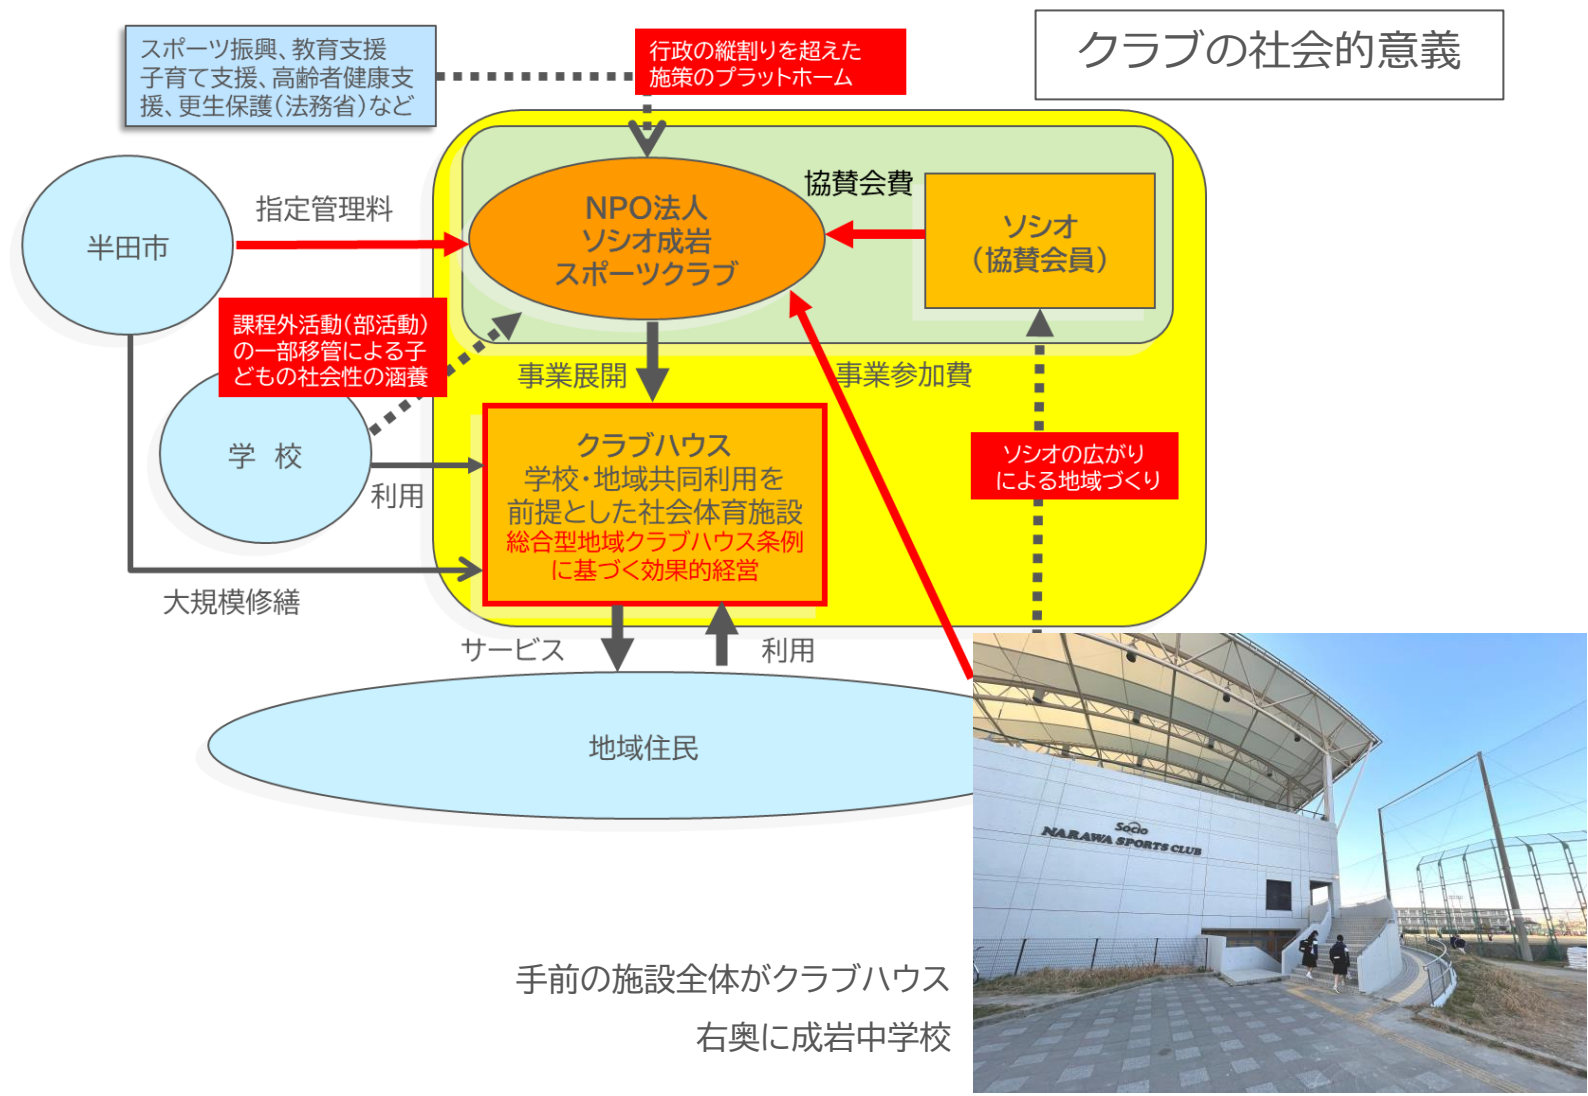 クラブの社会的意義
スポーツ振興、教育支援
子育て支援、高齢者健康支
援、更生保護(法務省)など
行政の縦割りを超えた
施策のプラットホーム
半田市
指定管理料
NPO法人
ソシオ成岩
スポーツクラブ
協賛会費
ソシオ
(協賛会員)
課程外活動(部活動)
の一部移管による子
どもの社会性の涵養
事業展開
事業参加費
学 校
利用
クラブハウス
学校・地域共同利用を
前提とした社会体育施設
総合型地域クラブハウス条例
に基づく効果的経営
ソシオの広がり
による地域づくり
大規模修繕
サービス
利用
地域住民
Socio
NARAWA SPORTS CLUB
手前の施設全体がクラブハウス
右奥に成岩中学校